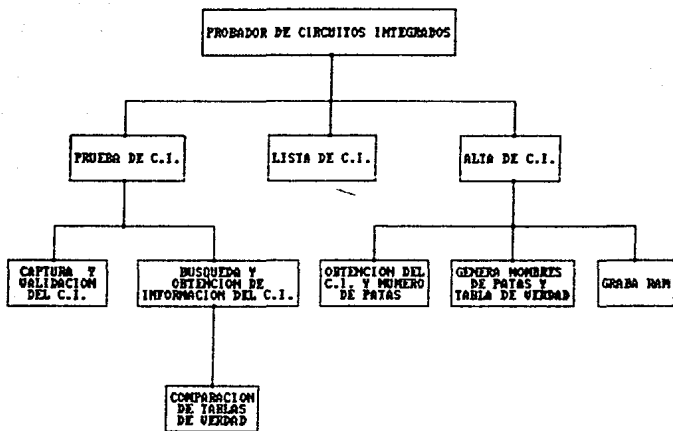 PROBADOR DE CIRCUITOS INTEGRADOS
PRUEBA DE C.I.
LISTA DE C.I.
ALTA DE C.I.
CAPTURA Y
VALIDACION
DEL C.I.
BUSQUEDA Y
OBTENCION DE
INFORMACION DEL C.I.
OBTENCION DEL
C.I. Y NUMERO
DE PATAS
GENERA NOMBRES
DE PATAS Y
TABLA DE VERDAD
GRABA RAM
COMPARACION
DE TABLAS
DE VERDAD